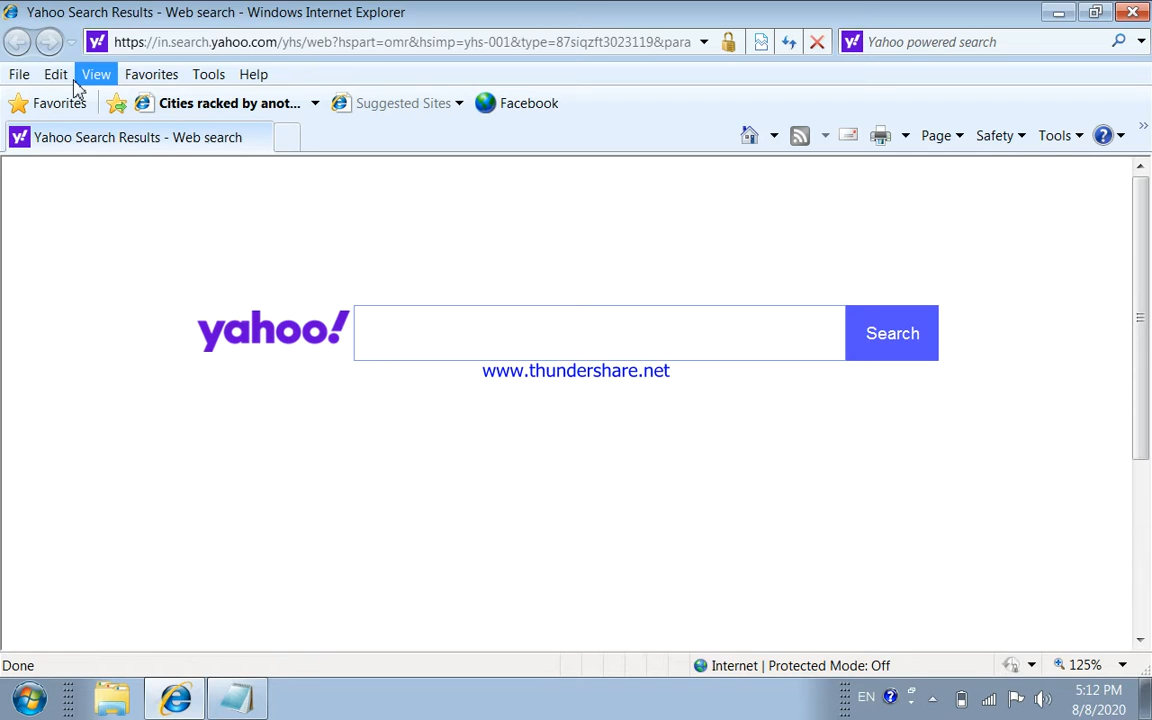 Yahoo Search Results - Web search - Windows Internet Explorer
https://in.search.yahoo.com/yhs/web?hspart=omr&hsimp=yhs-001&type=87siqzft3023119&para
Yahoo powered search
File Edit View Favorites Tools Help
Favorites Cities racked by anot... Suggested Sites Facebook
Yahoo Search Results - Web search
Page Safety Tools
yahoo! Search
www.thundershare.net
Done Internet | Protected Mode: Off 125%
EN 5:12 PM
8/8/2020